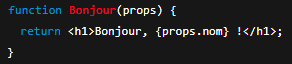 function Bonjour(props) {
  return <h1>Bonjour, {props.nom} !</h1>;
}